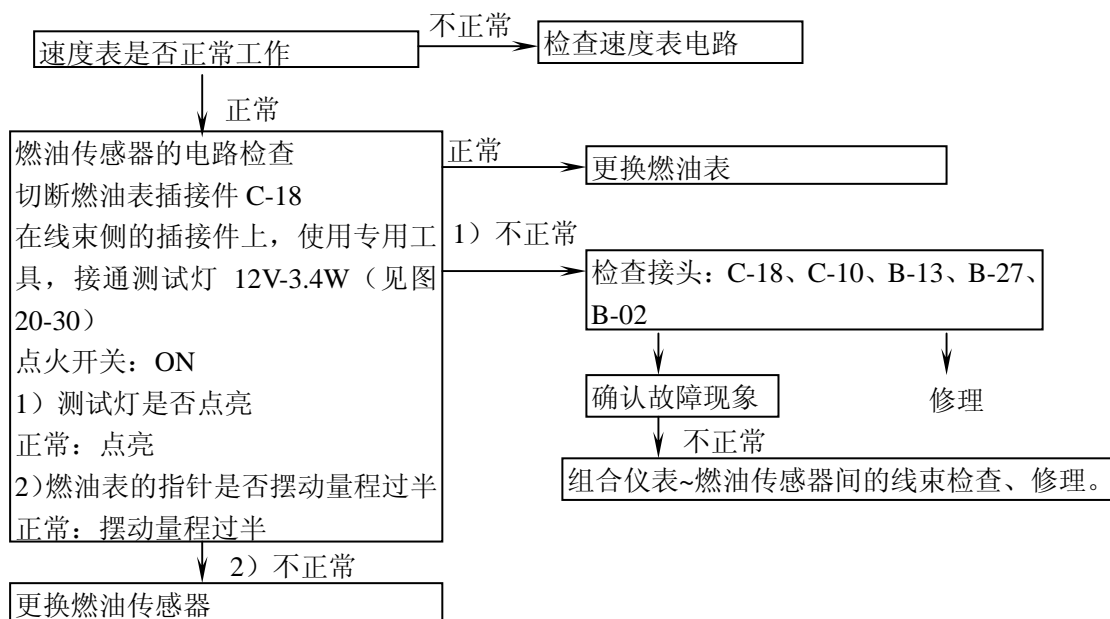 不正常
速度表是否正常工作
检查速度表电路
正常
燃油传感器的电路检查
切断燃油表插接件 C-18
在线束侧的插接件上，使用专用工
具，接通测试灯 12V-3.4W（见图
20-30）
点火开关：ON
1）测试灯是否点亮
正常：点亮
2)燃油表的指针是否摆动量程过半
正常：摆动量程过半
正常
更换燃油表
1）不正常
检查接头：C-18、C-10、B-13、B-27、
B-02
确认故障现象
修理
不正常
组合仪表~燃油传感器间的线束检查、修理。
2）不正常
更换燃油传感器